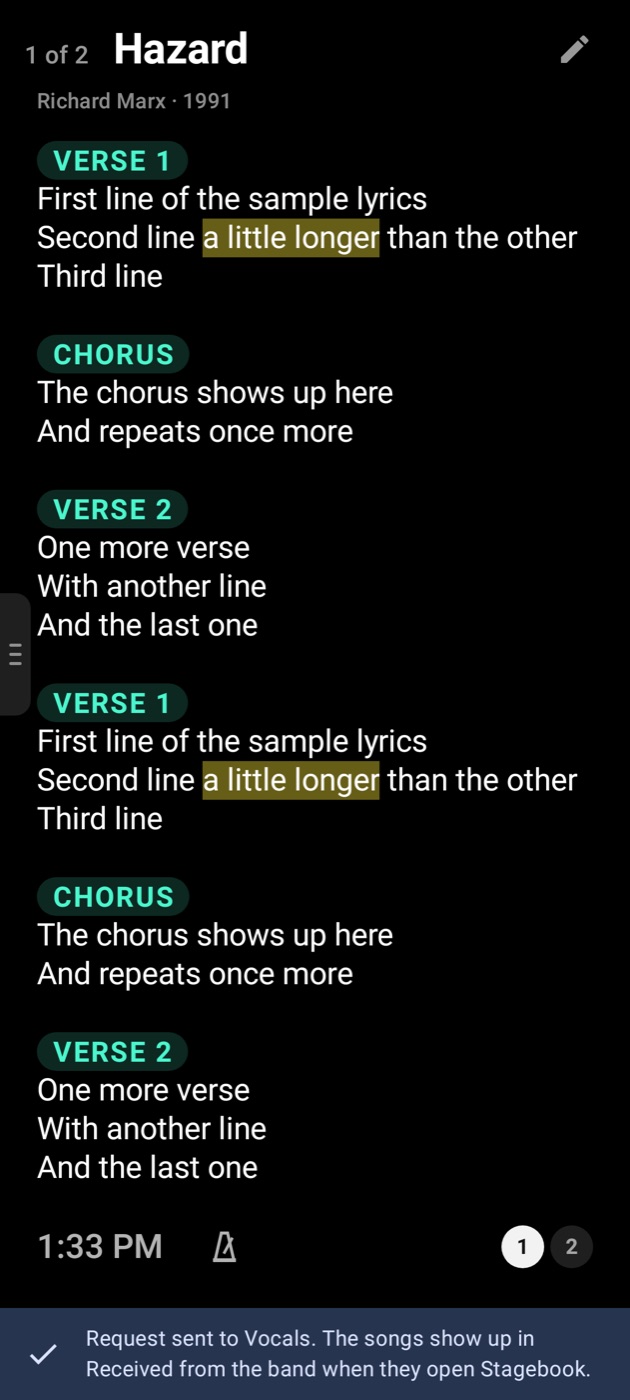 1 of 2 Hazard
Richard Marx · 1991
VERSE 1
First line of the sample lyrics
Second line a little longer than the other
Third line
CHORUS
The chorus shows up here
And repeats once more
VERSE 2
One more verse
With another line
And the last one
VERSE 1
First line of the sample lyrics
Second line a little longer than the other
Third line
CHORUS
The chorus shows up here
And repeats once more
VERSE 2
One more verse
With another line
And the last one
1:33 PM 1 2
Request sent to Vocals. The songs show up in
Received from the band when they open Stagebook.